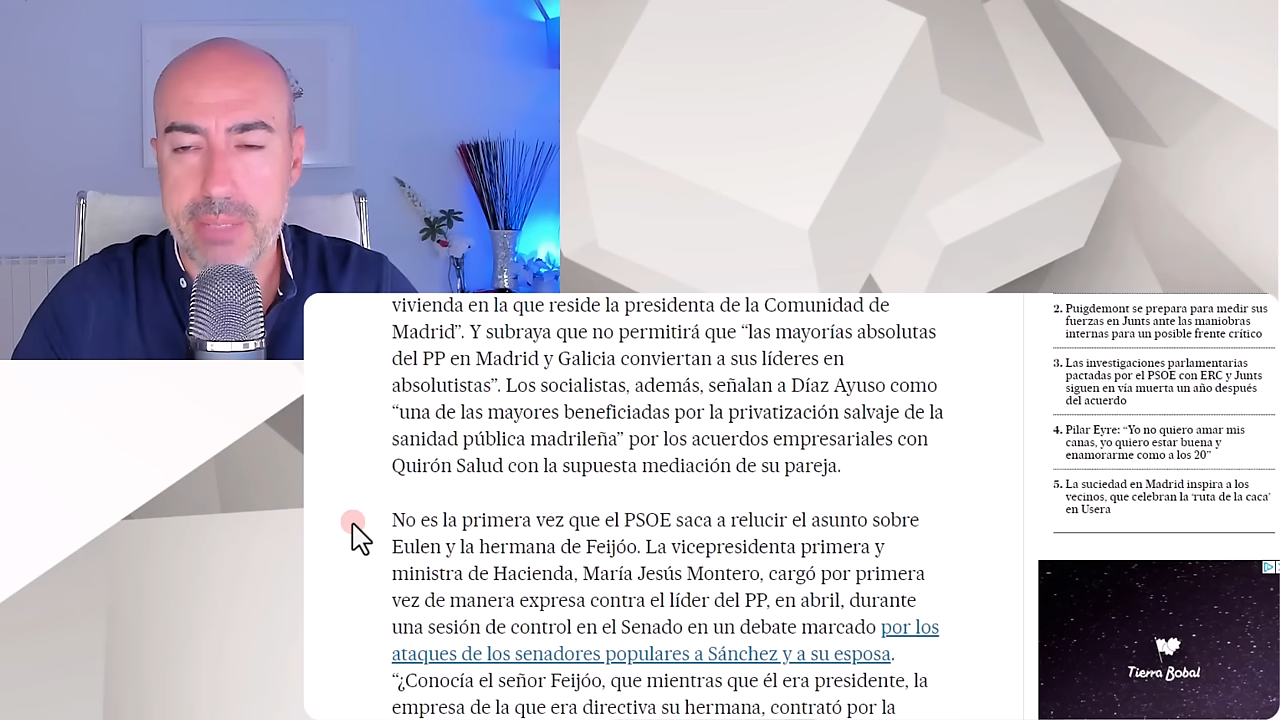 vivienda en la que reside la presidenta de la Comunidad de
Madrid”. Y subraya que no permitirá que “las mayorías absolutas
del PP en Madrid y Galicia conviertan a sus líderes en
absolutistas”. Los socialistas, además, señalan a Díaz Ayuso como
“una de las mayores beneficiadas por la privatización salvaje de la
sanidad pública madrileña” por los acuerdos empresariales con
Quirón Salud con la supuesta mediación de su pareja.
No es la primera vez que el PSOE saca a relucir el asunto sobre
Eulen y la hermana de Feijóo. La vicepresidenta primera y
ministra de Hacienda, María Jesús Montero, cargó por primera
vez de manera expresa contra el líder del PP, en abril, durante
una sesión de control en el Senado en un debate marcado por los
ataques de los senadores populares a Sánchez y a su esposa.
“¿Conocía el señor Feijóo, que mientras que él era presidente, la
empresa de la que era directiva su hermana, contrató por la
2. Puigdemont se prepara para medir sus
fuerzas en Junts ante las maniobras
internas para un posible frente crítico
3. Las investigaciones parlamentarias
pactadas por el PSOE con ERC y Junts
siguen en vía muerta un año después
del acuerdo
4. Pilar Eyre: “Yo no quiero amar mis
canas, yo quiero estar buena y
enamorarme como a los 20”
5. La suciedad en Madrid inspira a los
vecinos, que celebran la ‘ruta de la caca’
en Usera
Tierra Bobal